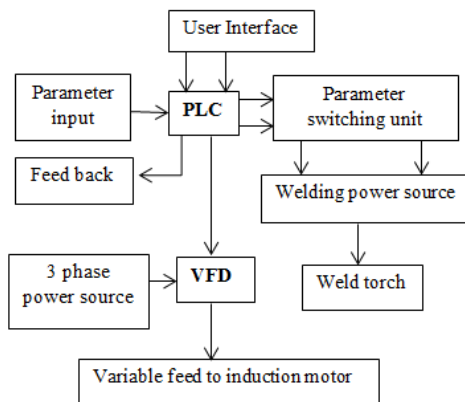 User Interface
Parameter
input
PLC
Parameter
switching unit
Feed back
Welding power source
3 phase
power source
VFD
Weld torch
Variable feed to induction motor